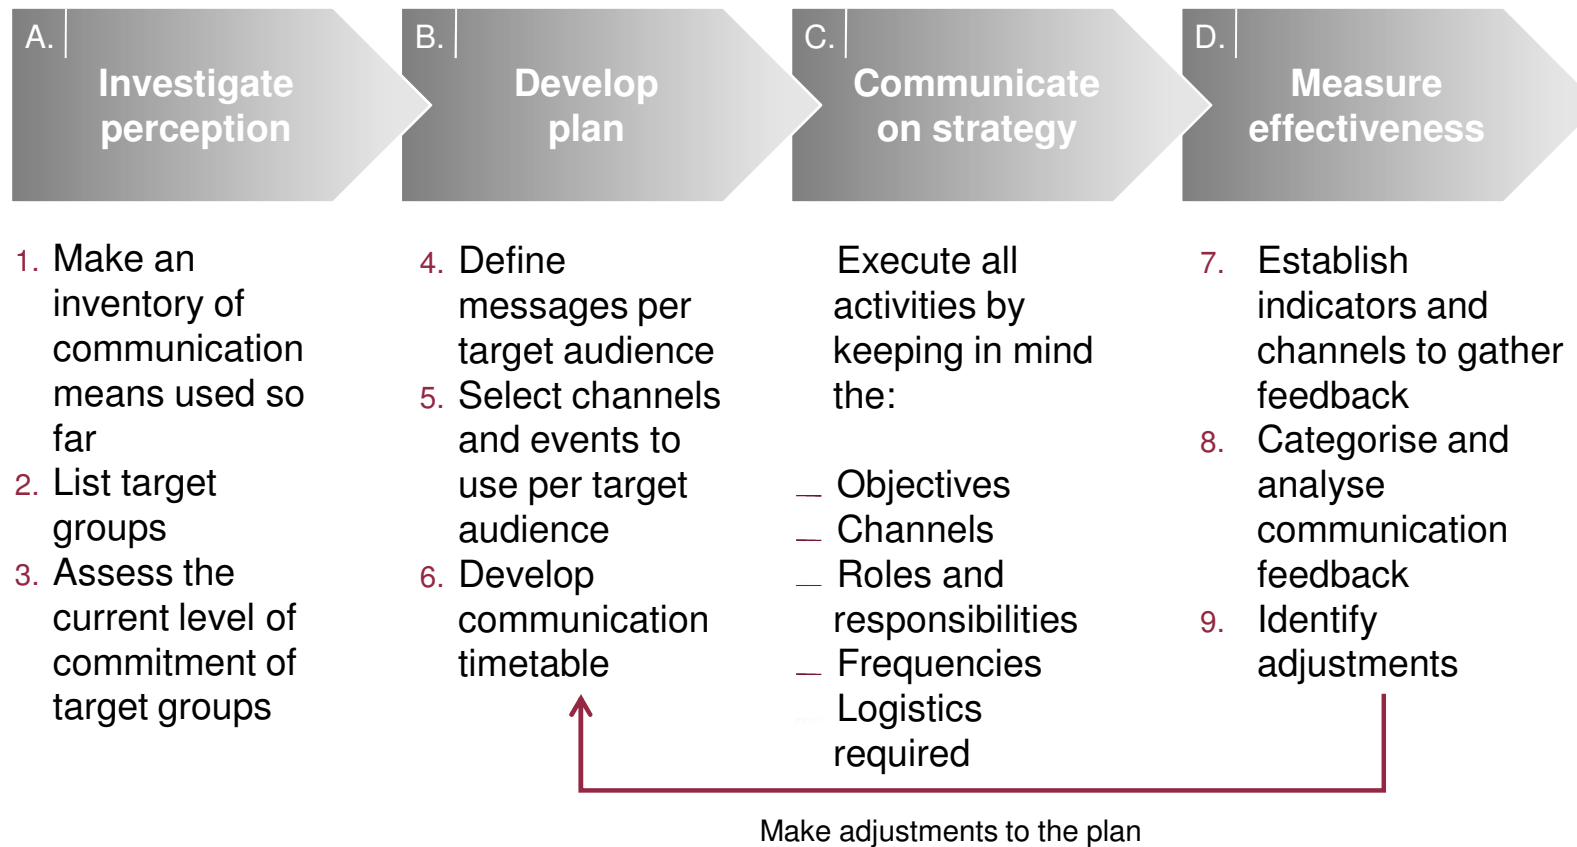 A.
Investigate
perception
B.
Develop
plan
C.
Communicate
on strategy
D.
Measure
effectiveness
1. Make an
inventory of
communication
means used so
far
2. List target
groups
3. Assess the
current level of
commitment of
target groups
4. Define
messages per
target audience
5. Select channels
and events to
use per target
audience
6. Develop
communication
timetable
Execute all
activities by
keeping in mind
the:
— Objectives
— Channels
— Roles and
responsibilities
— Frequencies
Logistics
required
7. Establish
indicators and
channels to gather
feedback
8. Categorise and
analyse
communication
feedback
9. Identify
adjustments
Make adjustments to the plan